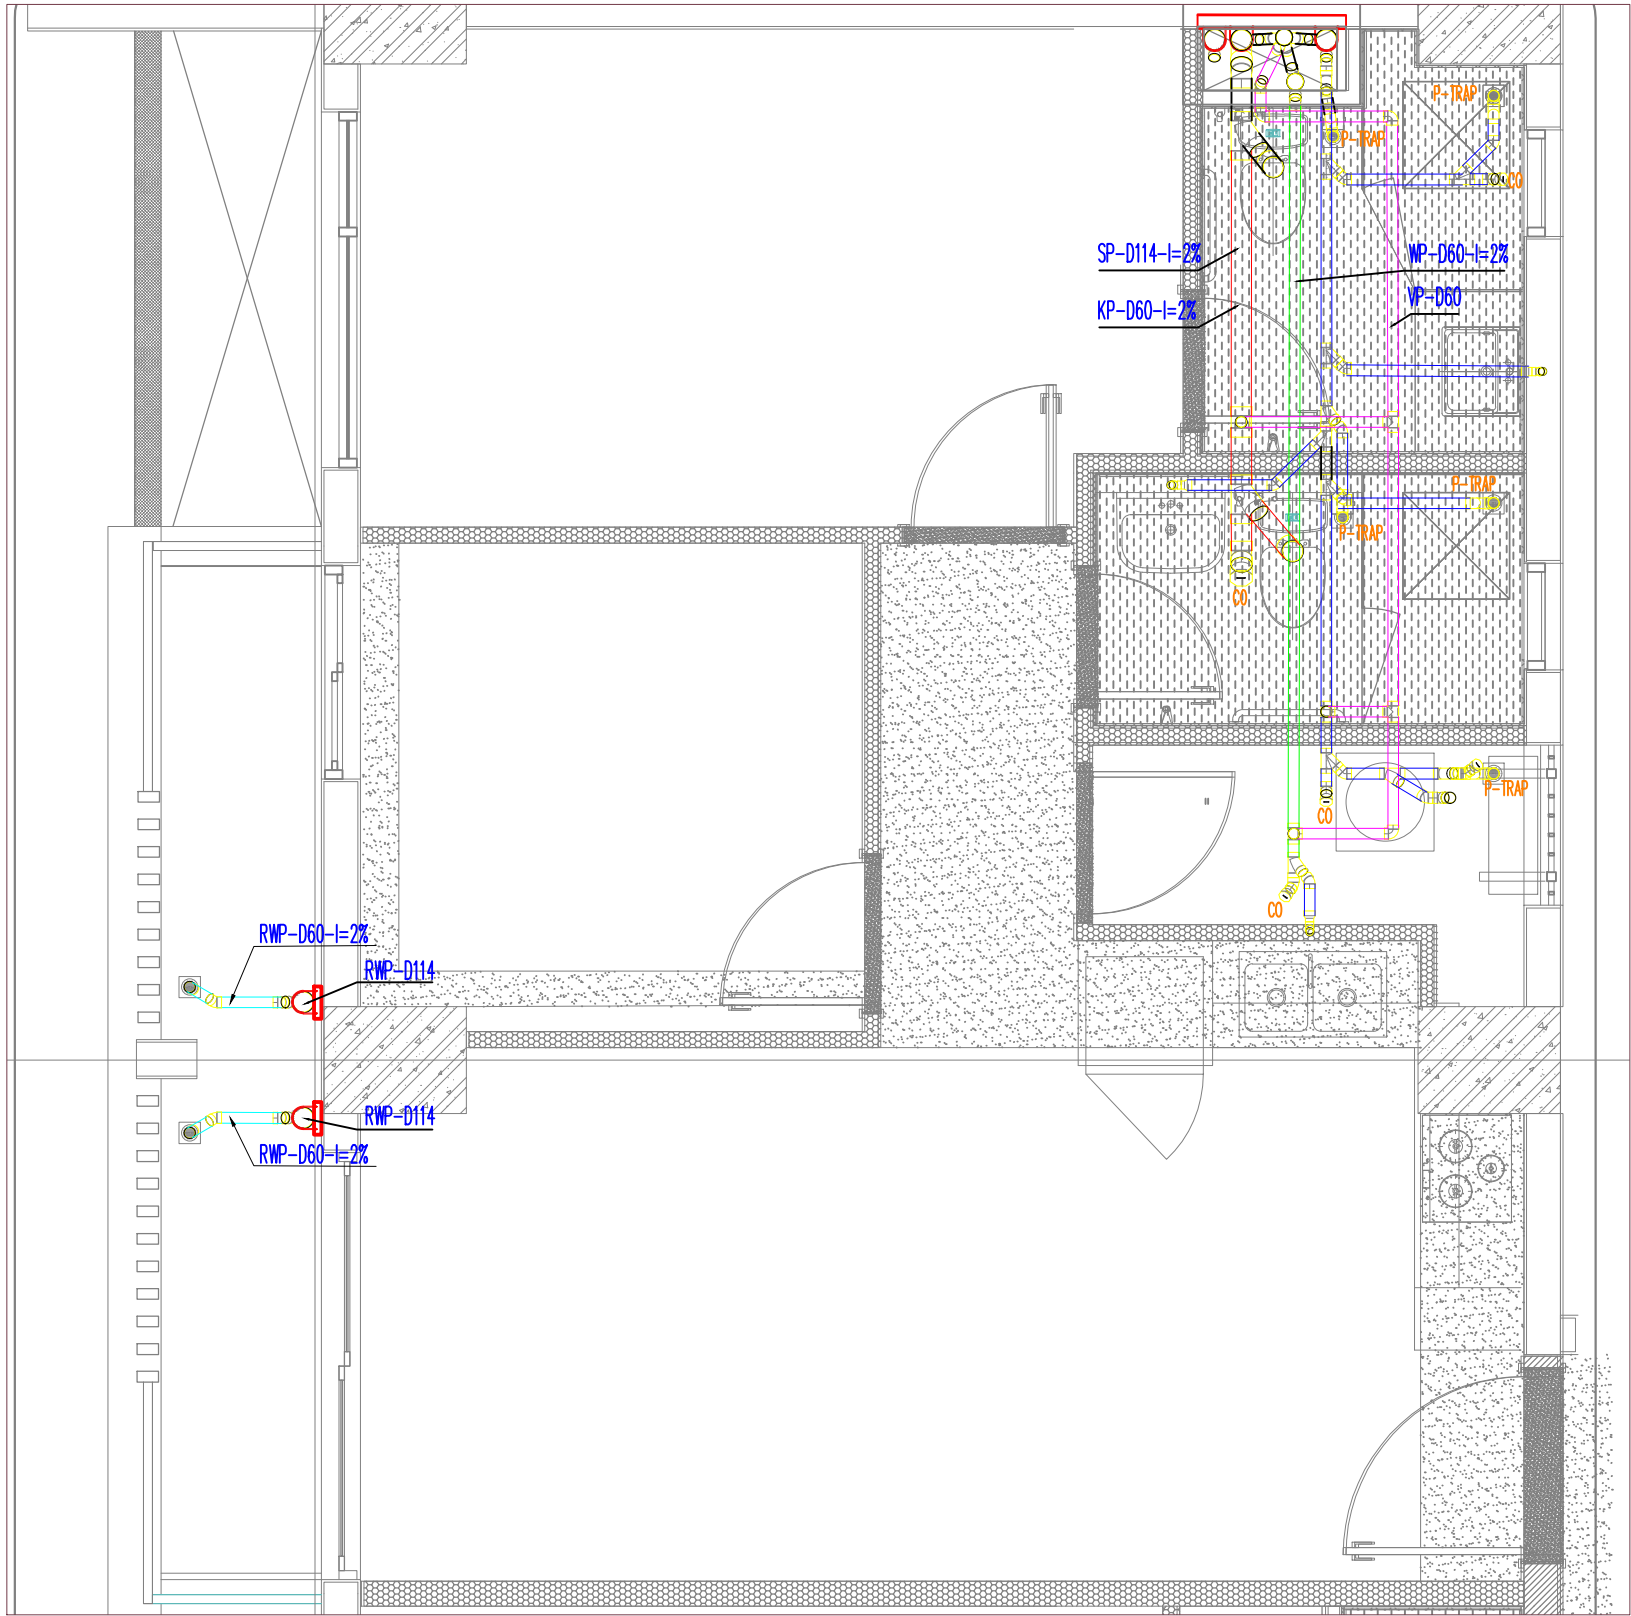 P-TRAP
P-TRAP
CO
SP-D114-I=2%
WP-D60-I=2%
KP-D60-I=2%
VP-D60
P-TRAP
P-TRAP
CO
P-TRAP
CO
CO
RWP-D60-I=2%
RWP-D114
RWP-D114
RWP-D60-I=2%